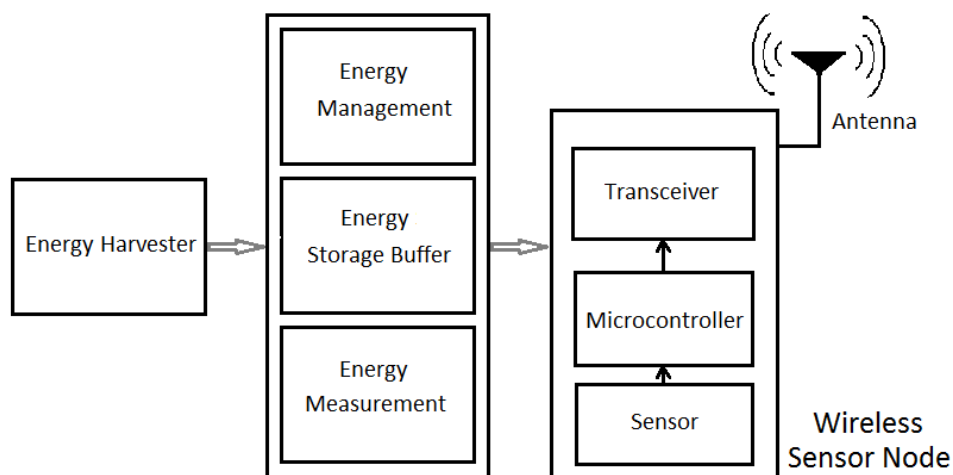 Energy Harvester
Energy
Management
Energy
Storage Buffer
Energy
Measurement
Transceiver
Microcontroller
Sensor
Antenna
Wireless
Sensor Node